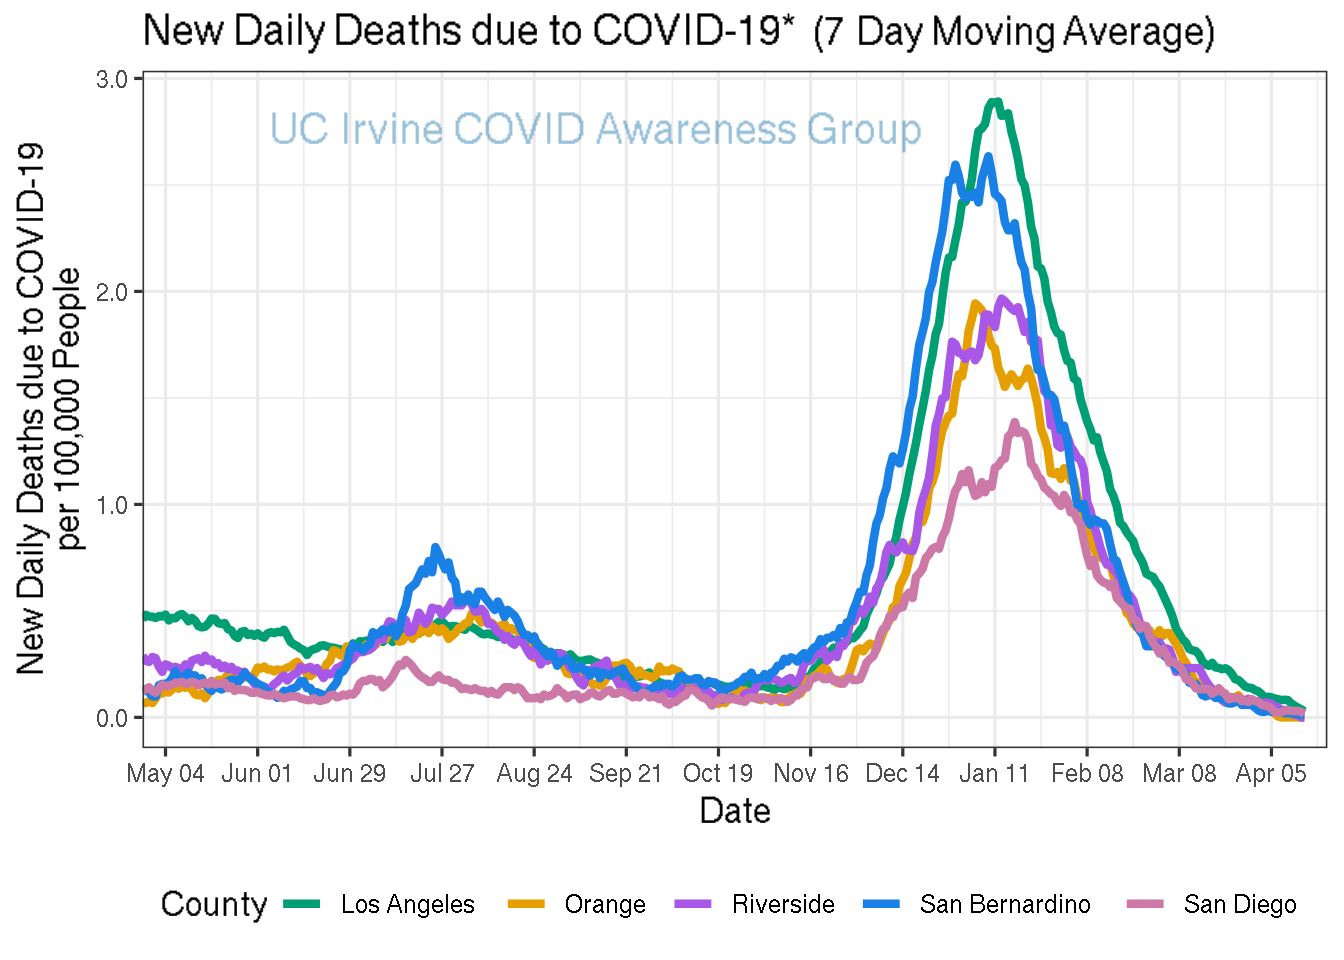 New Daily Deaths due to COVID-19* (7 Day Moving Average)
UC Irvine COVID Awareness Group
New Daily Deaths due to COVID-19
per 100,000 People
3.0
2.0
1.0
0.0
May 04 Jun 01 Jun 29 Jul 27 Aug 24 Sep 21 Oct 19 Nov 16 Dec 14 Jan 11 Feb 08 Mar 08 Apr 05
Date
County Los Angeles Orange Riverside San Bernardino San Diego